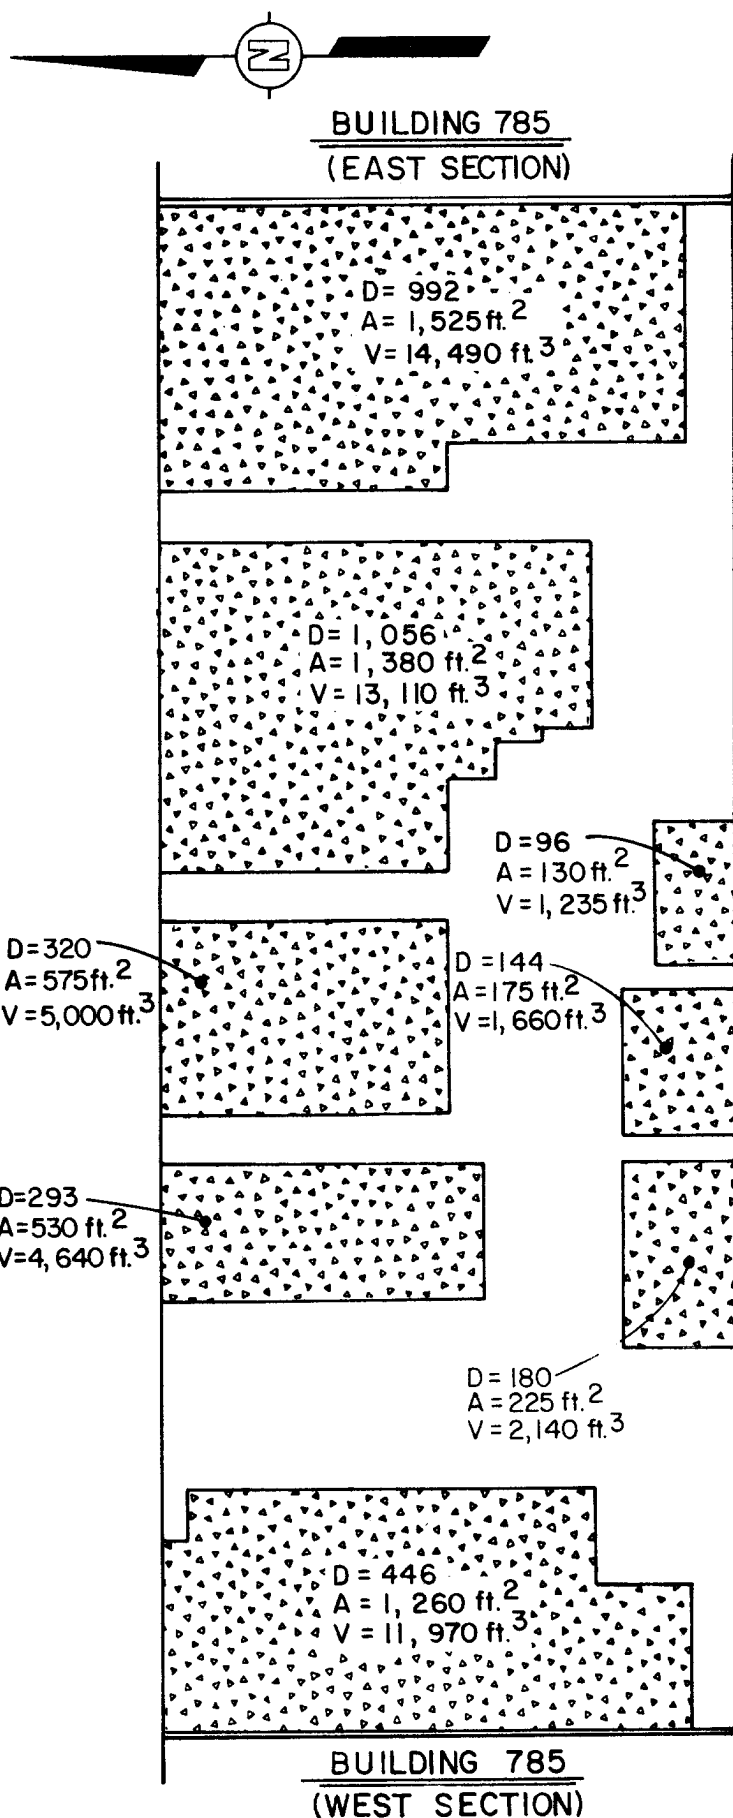 N
BUILDING 785
(EAST SECTION)
D= 992
A= 1,525 ft.2
V= 14,490 ft.3
D= 1,056
A= 1,380 ft.2
V= 13,110 ft.3
D=96
A= 130 ft.2
V= 1,235 ft.3
D=320
A= 575 ft.2
V=5,000 ft.3
D=144
A=175 ft.2
V=1,660 ft.3
D=293
A=530 ft.2
V=4,640 ft.3
D= 180
A= 225 ft.2
V= 2,140 ft.3
D= 446
A= 1,260 ft.2
V= 11,970 ft.3
BUILDING 785
(WEST SECTION)